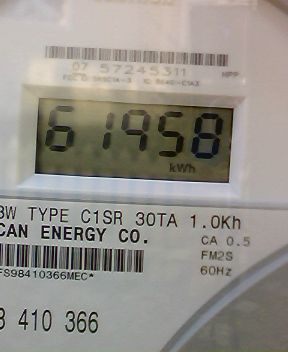 07 57245311
HPP
61958
kWh
3W TYPE C1SR 30TA 1.0Kh
CAN ENERGY CO.
CA 0.5
FM2S
60Hz
FS98410366MEC*
8 410 366